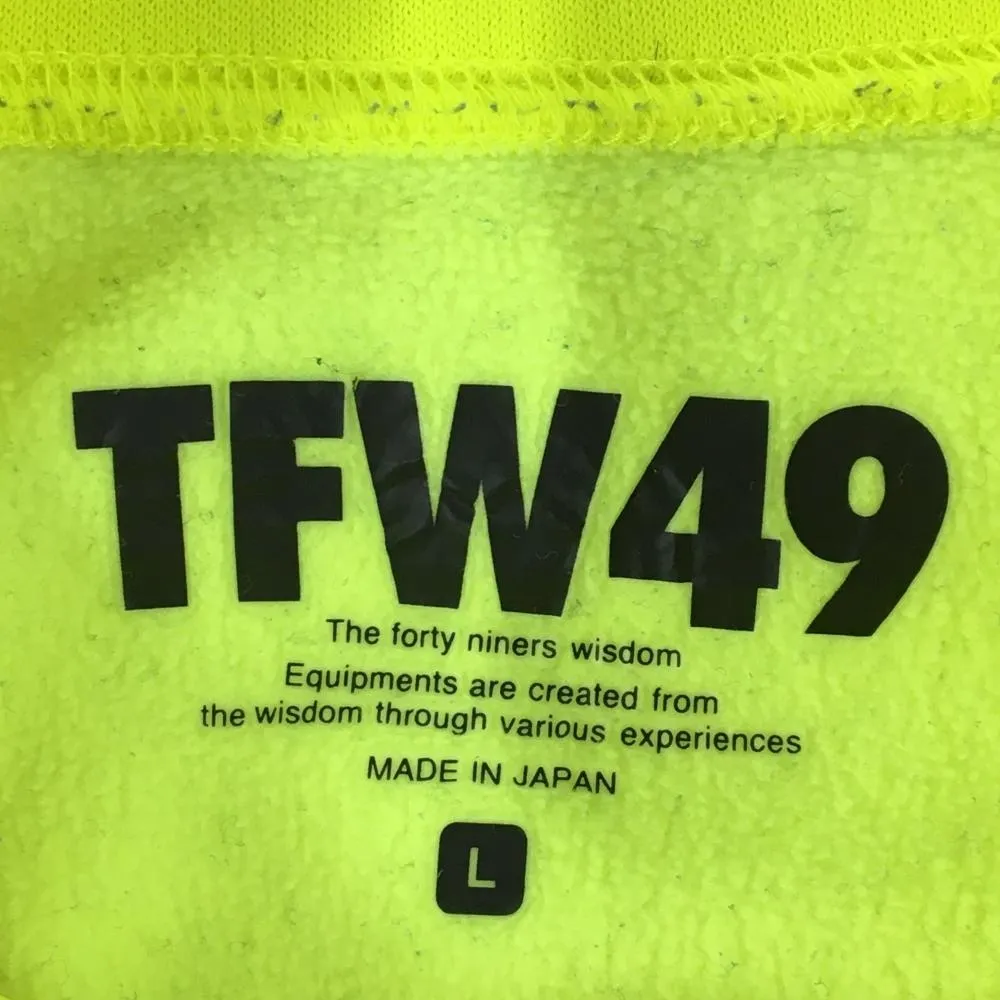 TFW49
The forty niners wisdom
Equipments are created from
the wisdom through various experiences
MADE IN JAPAN
L